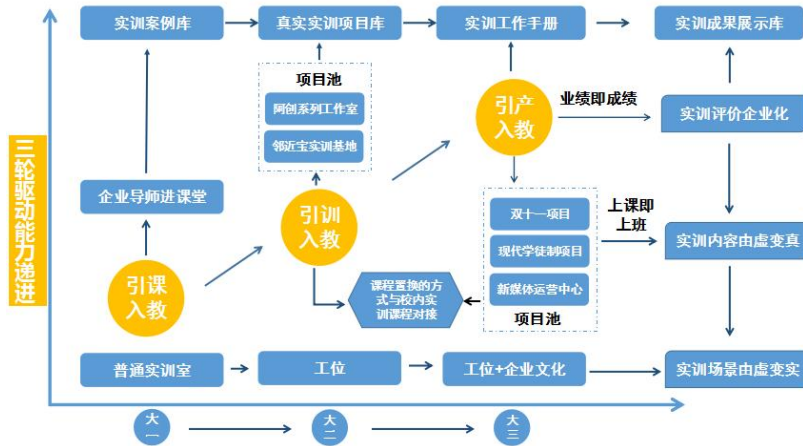 实训案例库
真实实训项目库
实训工作手册
实训成果展示库
项目池
阿创系列工作室
邻近宝实训基地
引产
入教
业绩即成绩
实训评价企业化
三轮驱动能力递进
企业导师进课堂
引训
入教
双十一项目
现代学徒制项目
新媒体运营中心
项目池
上课即
上班
实训内容由虚变真
引课
入教
课程置换的方
式与校内实
训课程对接
普通实训室
工位
工位+企业文化
实训场景由虚变实
大一
大二
大三